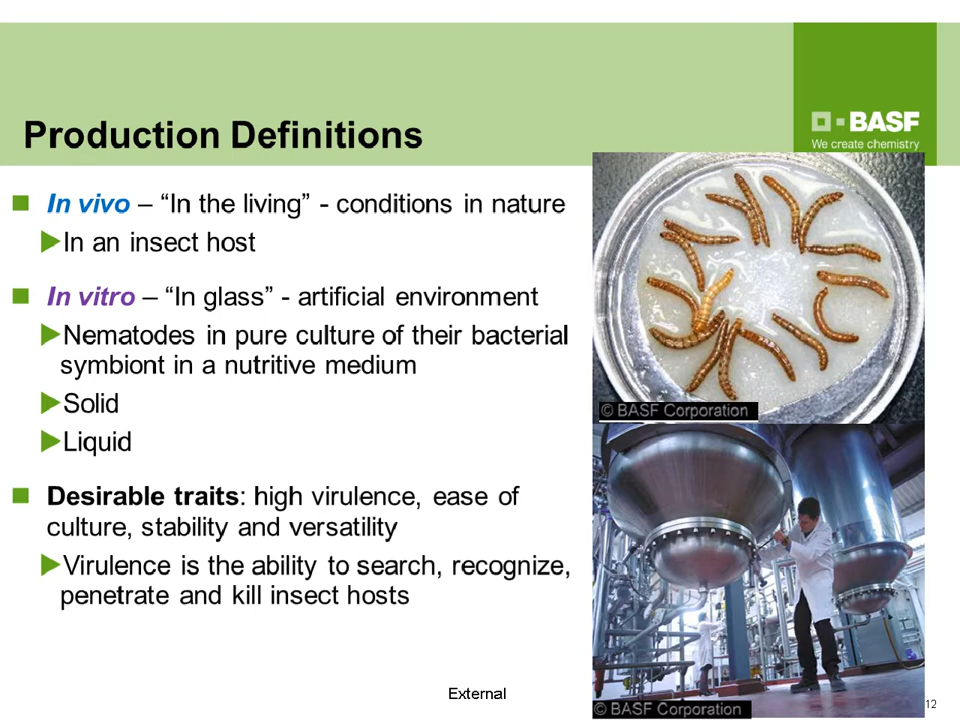 BASF
We create chemistry
Production Definitions
In vivo – “In the living” - conditions in nature
In an insect host
In vitro – “In glass” - artificial environment
Nematodes in pure culture of their bacterial
symbiont in a nutritive medium
Solid
Liquid
Desirable traits: high virulence, ease of
culture, stability and versatility
Virulence is the ability to search, recognize,
penetrate and kill insect hosts
© BASF Corporation
© BASF Corporation
External
12